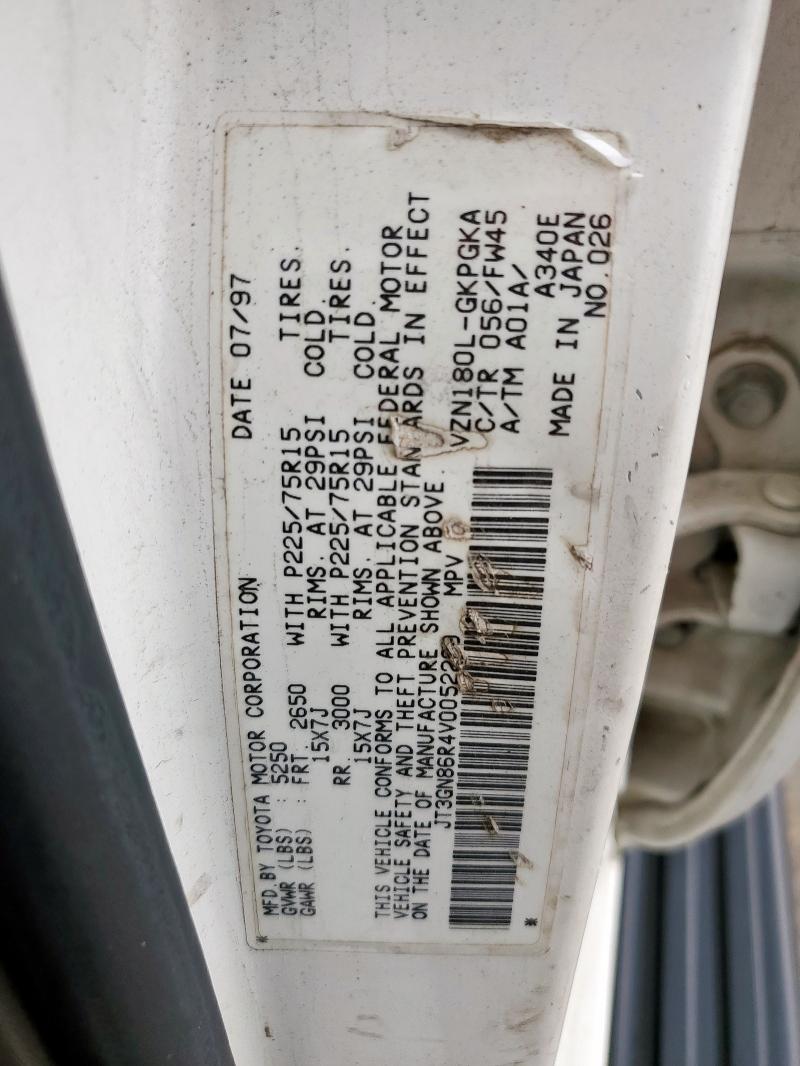 MFD.BY TOYOTA MOTOR CORPORATION DATE 07/97
GVWR (LBS) : 5250
GAWR (LBS) : FRT. 2650 WITH P225/75R15 TIRES.
15X7J RIMS. AT 29PSI COLD.
RR. 3000 WITH P225/75R15 TIRES.
15X7J RIMS. AT 29PSI COLD.
THIS VEHICLE CONFORMS TO ALL APPLICABLE FEDERAL MOTOR
VEHICLE SAFETY AND THEFT PREVENTION STANDARDS IN EFFECT
ON THE DATE OF MANUFACTURE SHOWN ABOVE.
MPV VZN180L-GKPGKA
C/TR 056/FW45
A/TM A01A/
A340E
MADE IN JAPAN
NO.026
* *